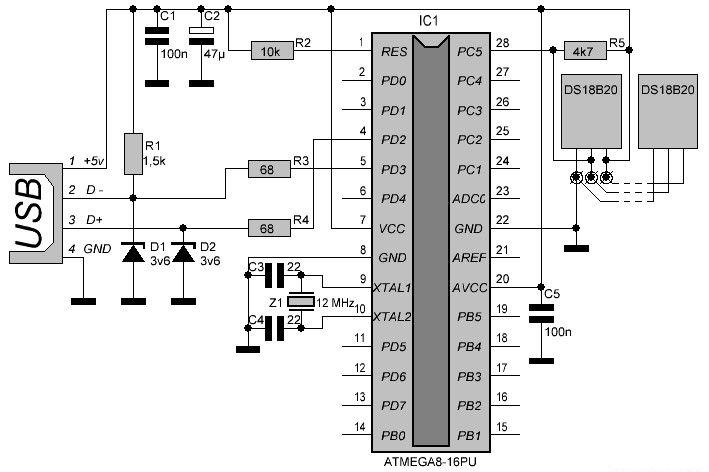 IC1
C1
100n
C2
47µ
R2
10k
R1
1,5k
USB
1 +5v
2 D -
3 D+
4 GND
D1
3v6
D2
3v6
R3
68
R4
68
C3 22
Z1 12 MHz
C4 22
1 RES
2 PD0
3 PD1
4 PD2
5 PD3
6 PD4
7 VCC
8 GND
9 XTAL1
10 XTAL2
11 PD5
12 PD6
13 PD7
14 PB0
PC5 28
PC4 27
PC3 26
PC2 25
PC1 24
ADC0 23
GND 22
AREF 21
AVCC 20
PB5 19
PB4 18
PB3 17
PB2 16
PB1 15
R5
4k7
DS18B20
DS18B20
C5
100n
ATMEGA8-16PU